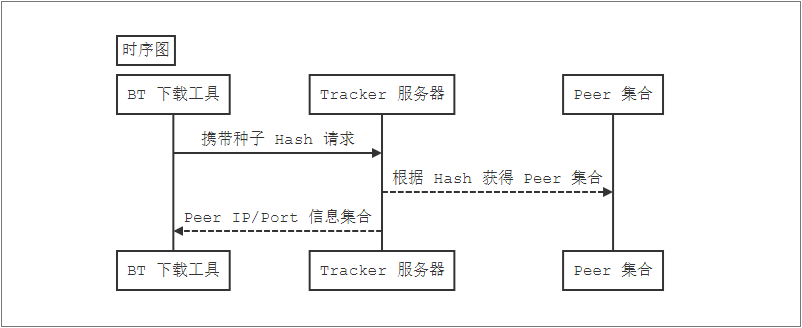 时序图
BT 下载工具
Tracker 服务器
Peer 集合
携带种子 Hash 请求
根据 Hash 获得 Peer 集合
Peer IP/Port 信息集合
BT 下载工具
Tracker 服务器
Peer 集合